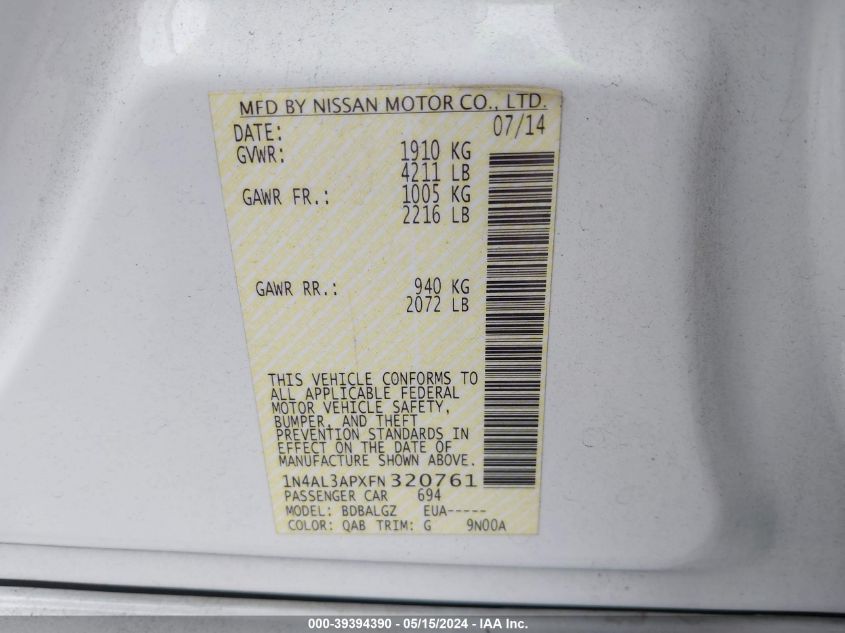 MFD BY NISSAN MOTOR CO., LTD.
DATE: 07/14
GVWR: 1910 KG
4211 LB
GAWR FR.: 1005 KG
2216 LB
GAWR RR.: 940 KG
2072 LB
THIS VEHICLE CONFORMS TO
ALL APPLICABLE FEDERAL
MOTOR VEHICLE SAFETY,
BUMPER, AND THEFT
PREVENTION STANDARDS IN
EFFECT ON THE DATE OF
MANUFACTURE SHOWN ABOVE.
1N4AL3APXFN320761
PASSENGER CAR 694
MODEL: BDBALGZ EUA-----
COLOR: QAB TRIM: G 9N00A
000-39394390 - 05/15/2024 - IAA Inc.